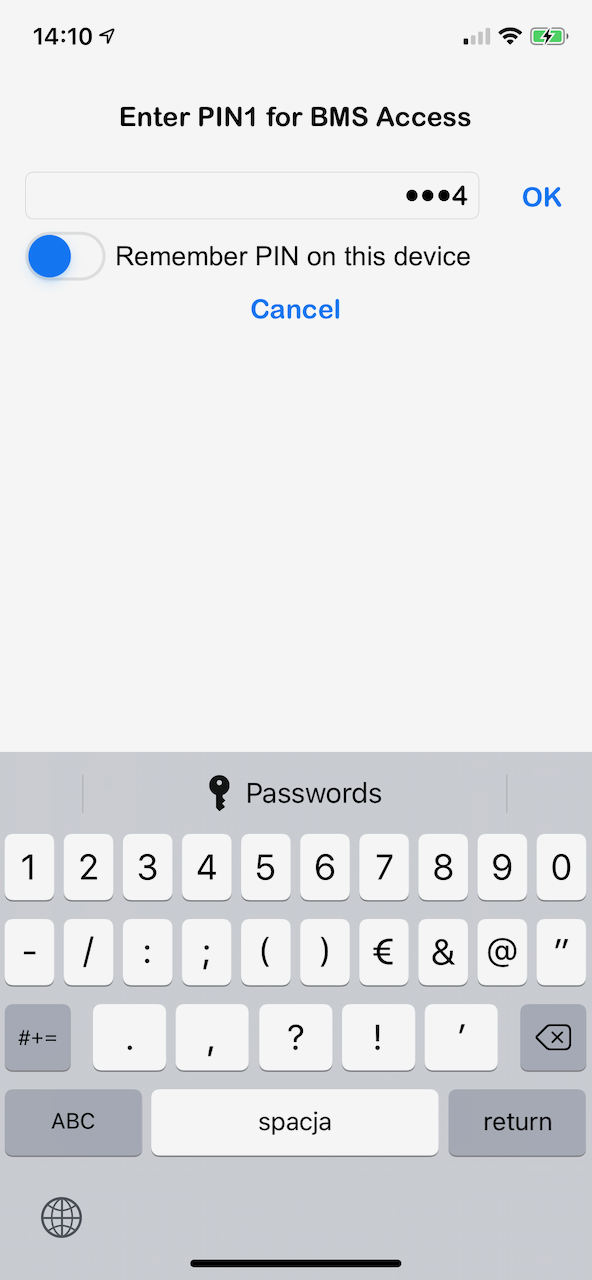 14:10
Enter PIN1 for BMS Access
●●●4 OK
Remember PIN on this device
Cancel
Passwords
1 2 3 4 5 6 7 8 9 0
- / : ; ( ) € & @ "
#+= . , ? ! '
ABC spacja return